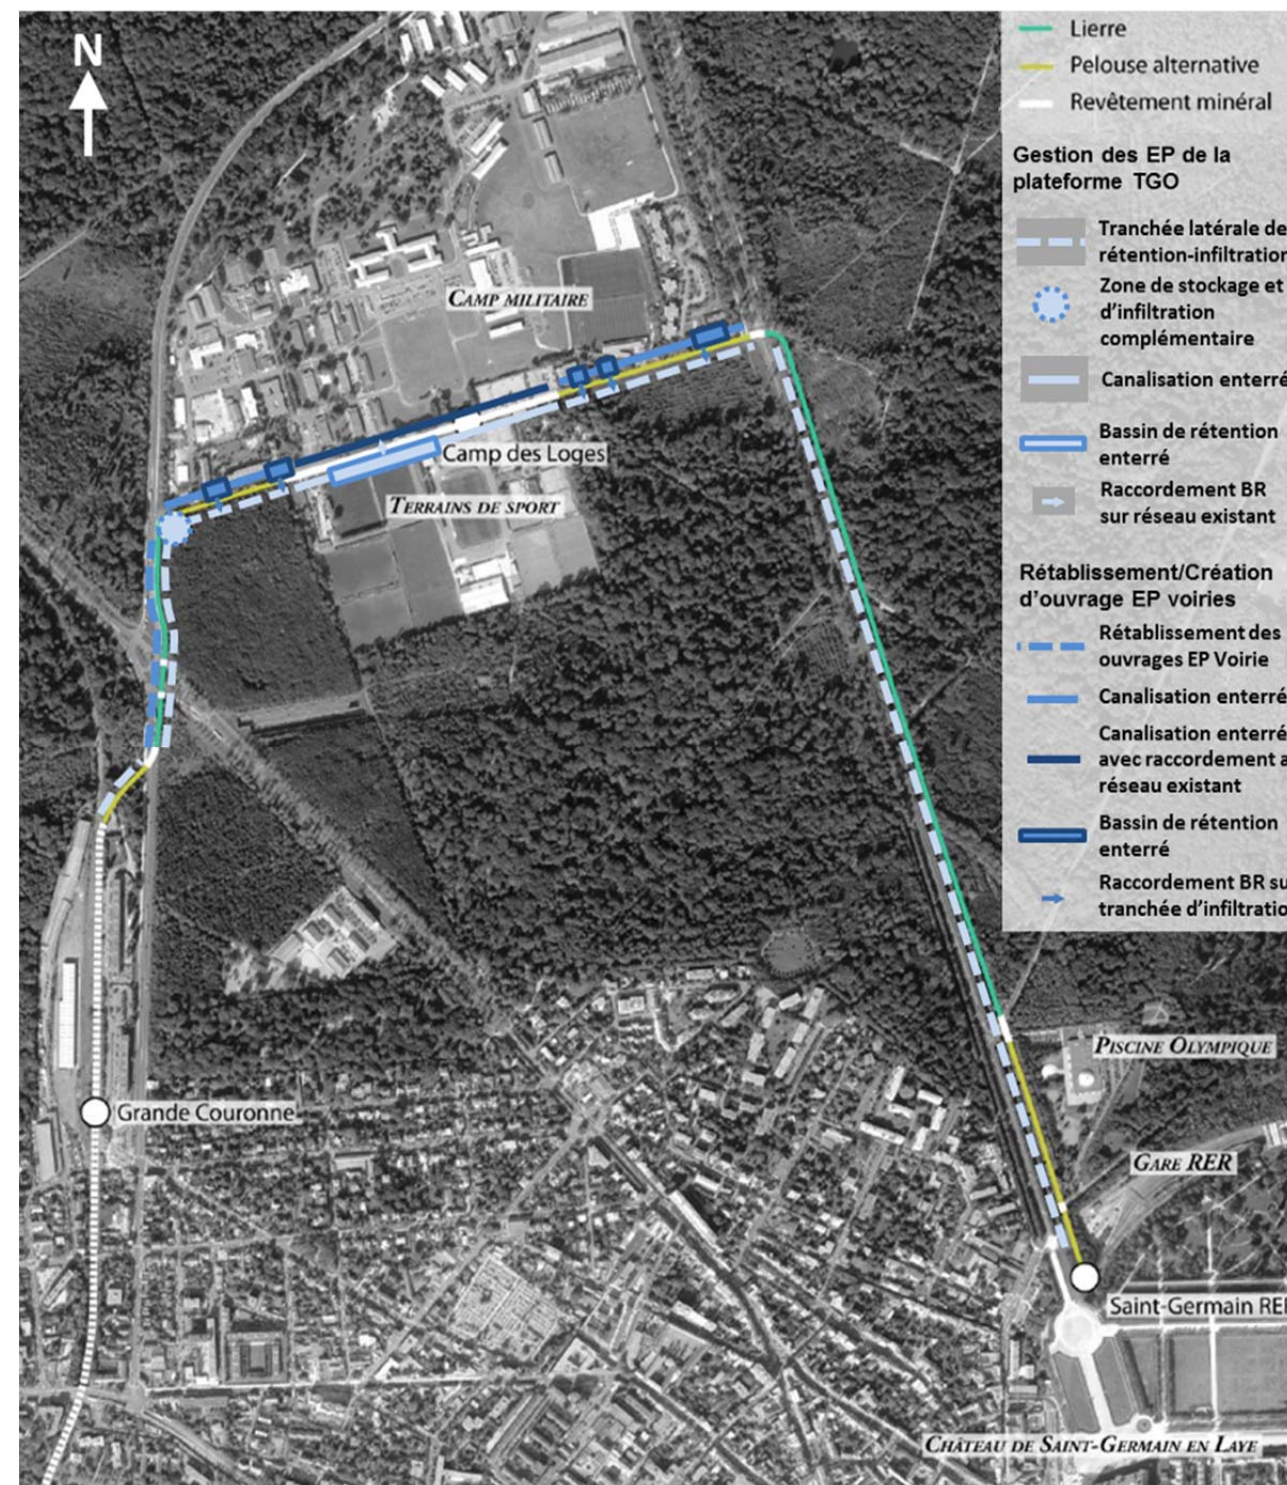 N
Lierre
Pelouse alternative
Revêtement minéral
Gestion des EP de la
plateforme TGO
Tranchée latérale de
rétention-infiltration
Zone de stockage et
d'infiltration
complémentaire
Canalisation enterré
Bassin de rétention
enterré
Raccordement BR
sur réseau existant
Rétablissement/Création
d'ouvrage EP voiries
Rétablissement des
ouvrages EP Voirie
Canalisation enterré
Canalisation enterré
avec raccordement a
réseau existant
Bassin de rétention
enterré
Raccordement BR su
tranchée d'infiltratio
CAMP MILITAIRE
Camp des Loges
TERRAINS DE SPORT
PISCINE OLYMPIQUE
Grande Couronne
GARE RER
Saint-Germain RE
CHÂTEAU DE SAINT-GERMAIN EN LAYE